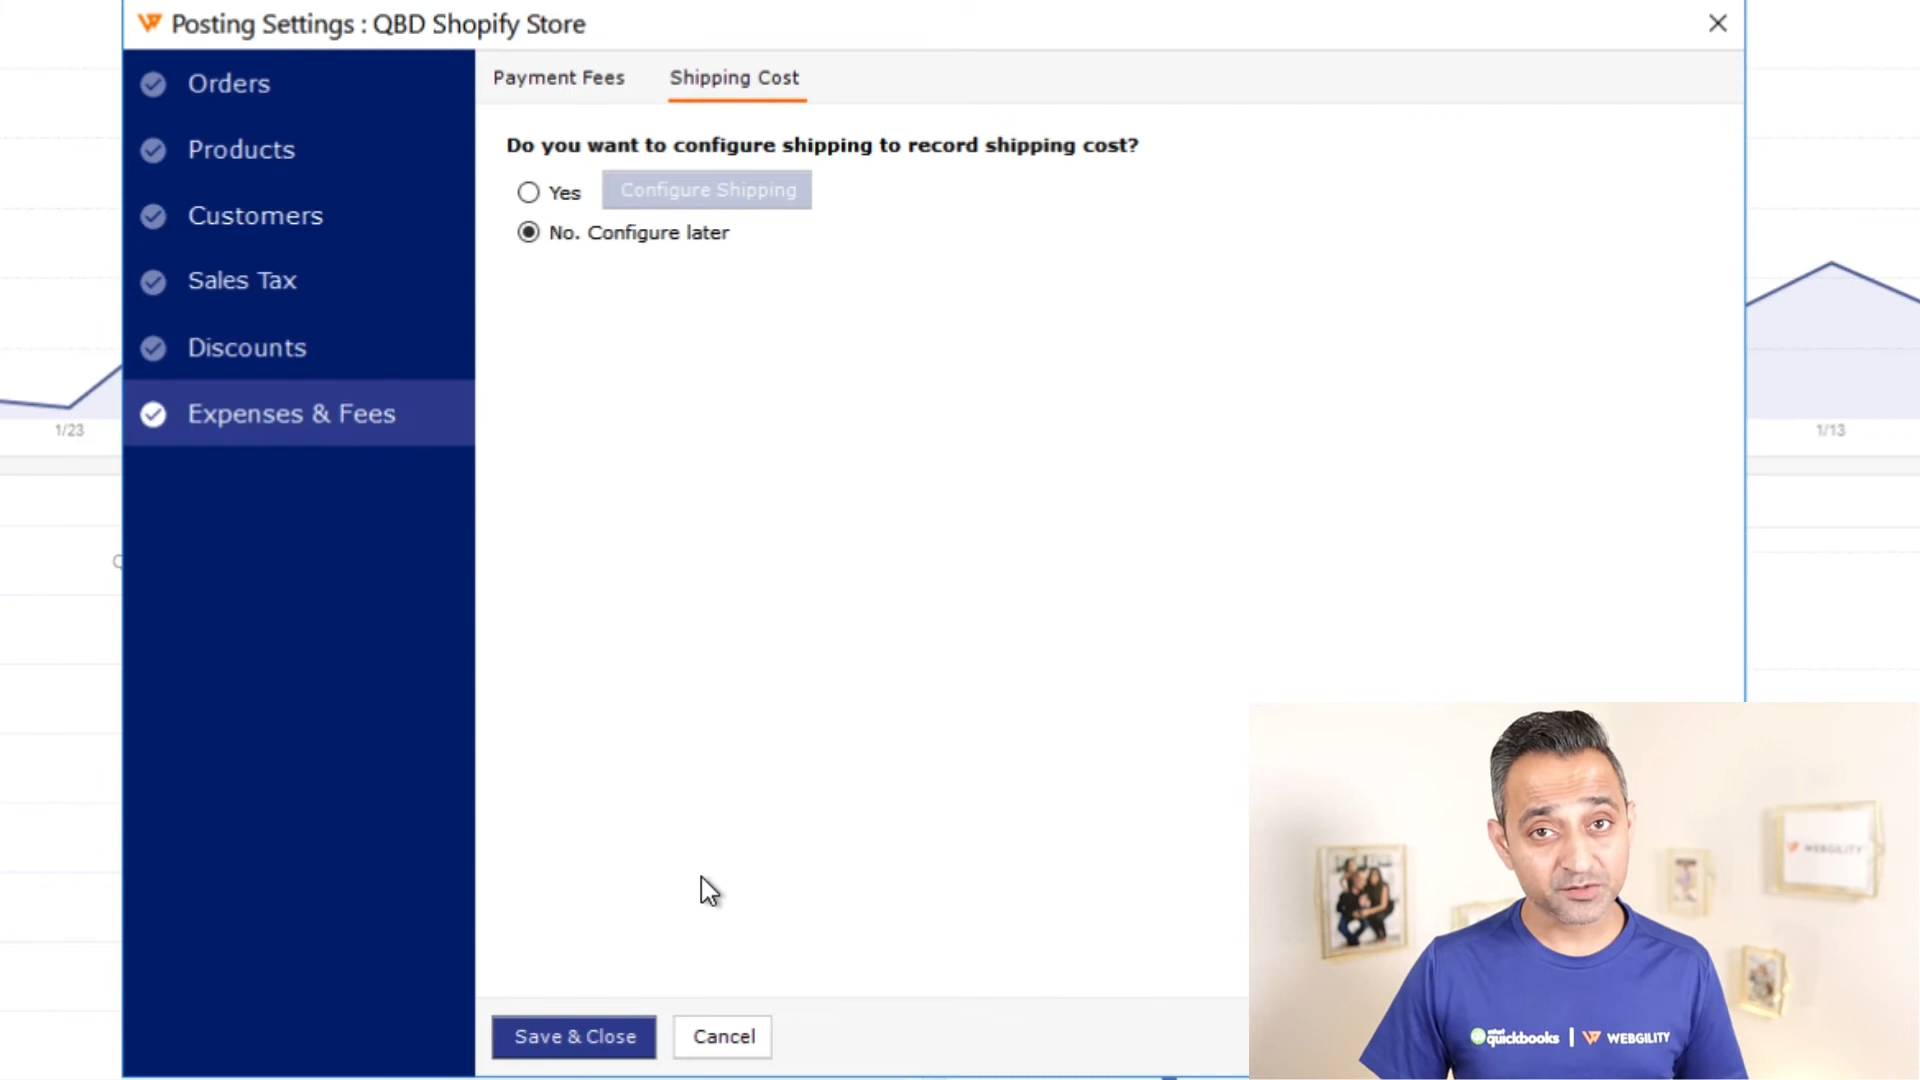 Posting Settings : QBD Shopify Store
Orders
Products
Customers
Sales Tax
Discounts
Expenses & Fees
Payment Fees
Shipping Cost
Do you want to configure shipping to record shipping cost?
Yes
Configure Shipping
No. Configure later
1/23
1/13
Save & Close
Cancel
WEBGILITY
quickbooks | WEBGILITY